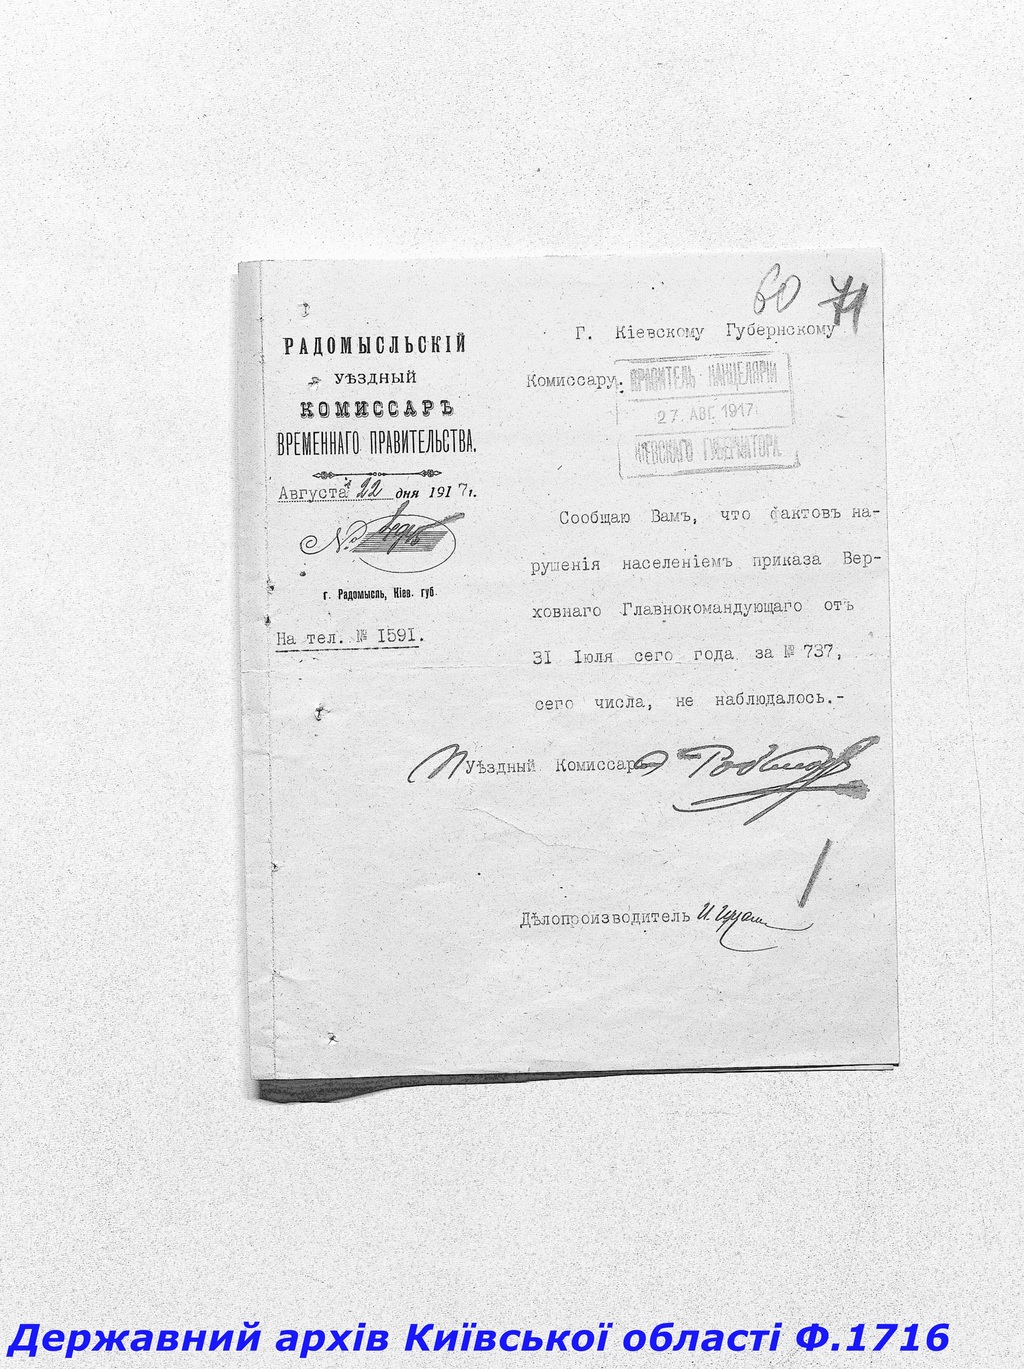 60 71
РАДОМЫСЛЬСКІЙ
УѢЗДНЫЙ
КОМИССАРЪ
ВРЕМЕННАГО ПРАВИТЕЛЬСТВА.
Августа 22 дня 1917 г.
№
г. Радомысль, Кіев. губ.
На тел. № 1591.
Г. Кіевскому Губернскому
Комиссару.
ПРАВИТЕЛЬ КАНЦЕЛЯРІИ
27. АВГ. 1917
КІЕВСКАГО ГУБЕРНАТОРА
Сообщаю Вамъ, что фактовъ на-
рушенія населеніемъ приказа Вер-
ховнаго Главнокомандующаго отъ
31 Іюля сего года за № 737,
сего числа, не наблюдалось.-
Уѣздный Комиссаръ
Дѣлопроизводитель
Державний архів Київської області Ф.1716